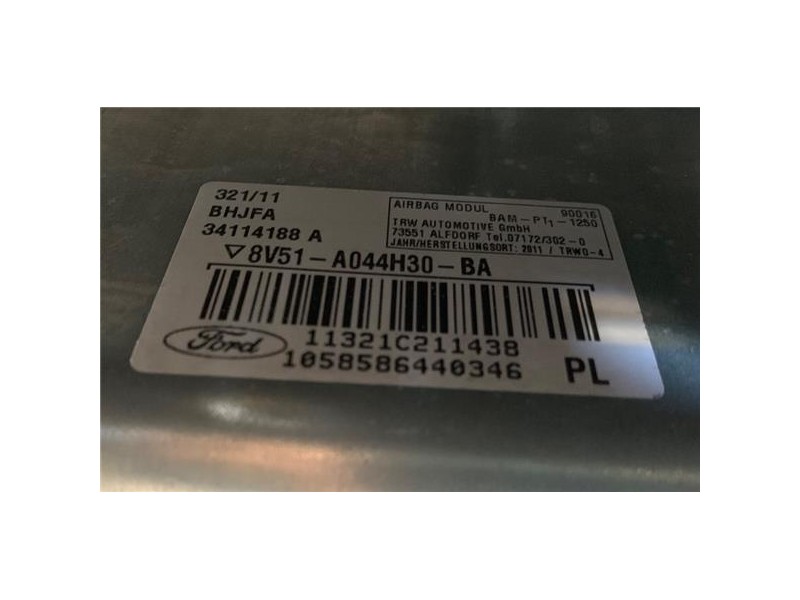 321/11
BHJFA
34114188 A
AIRBAG MODUL 90016
BAM-PT1-1250
TRW AUTOMOTIVE GmbH
73551 ALFDORF Tel.07172/302-0
JAHR/HERSTELLUNGSORT: 2011 / TRWO-4
8V51-A044H30-BA
Ford
11321C211438
1058586440346
PL